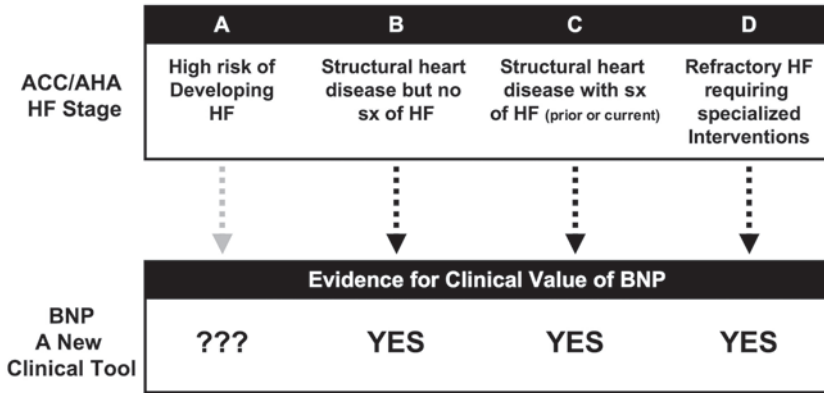 A B C D
ACC/AHA
HF Stage
High risk of
Developing
HF
Structural heart
disease but no
sx of HF
Structural heart
disease with sx
of HF (prior or current)
Refractory HF
requiring
specialized
Interventions
Evidence for Clinical Value of BNP
BNP
A New
Clinical Tool
??? YES YES YES